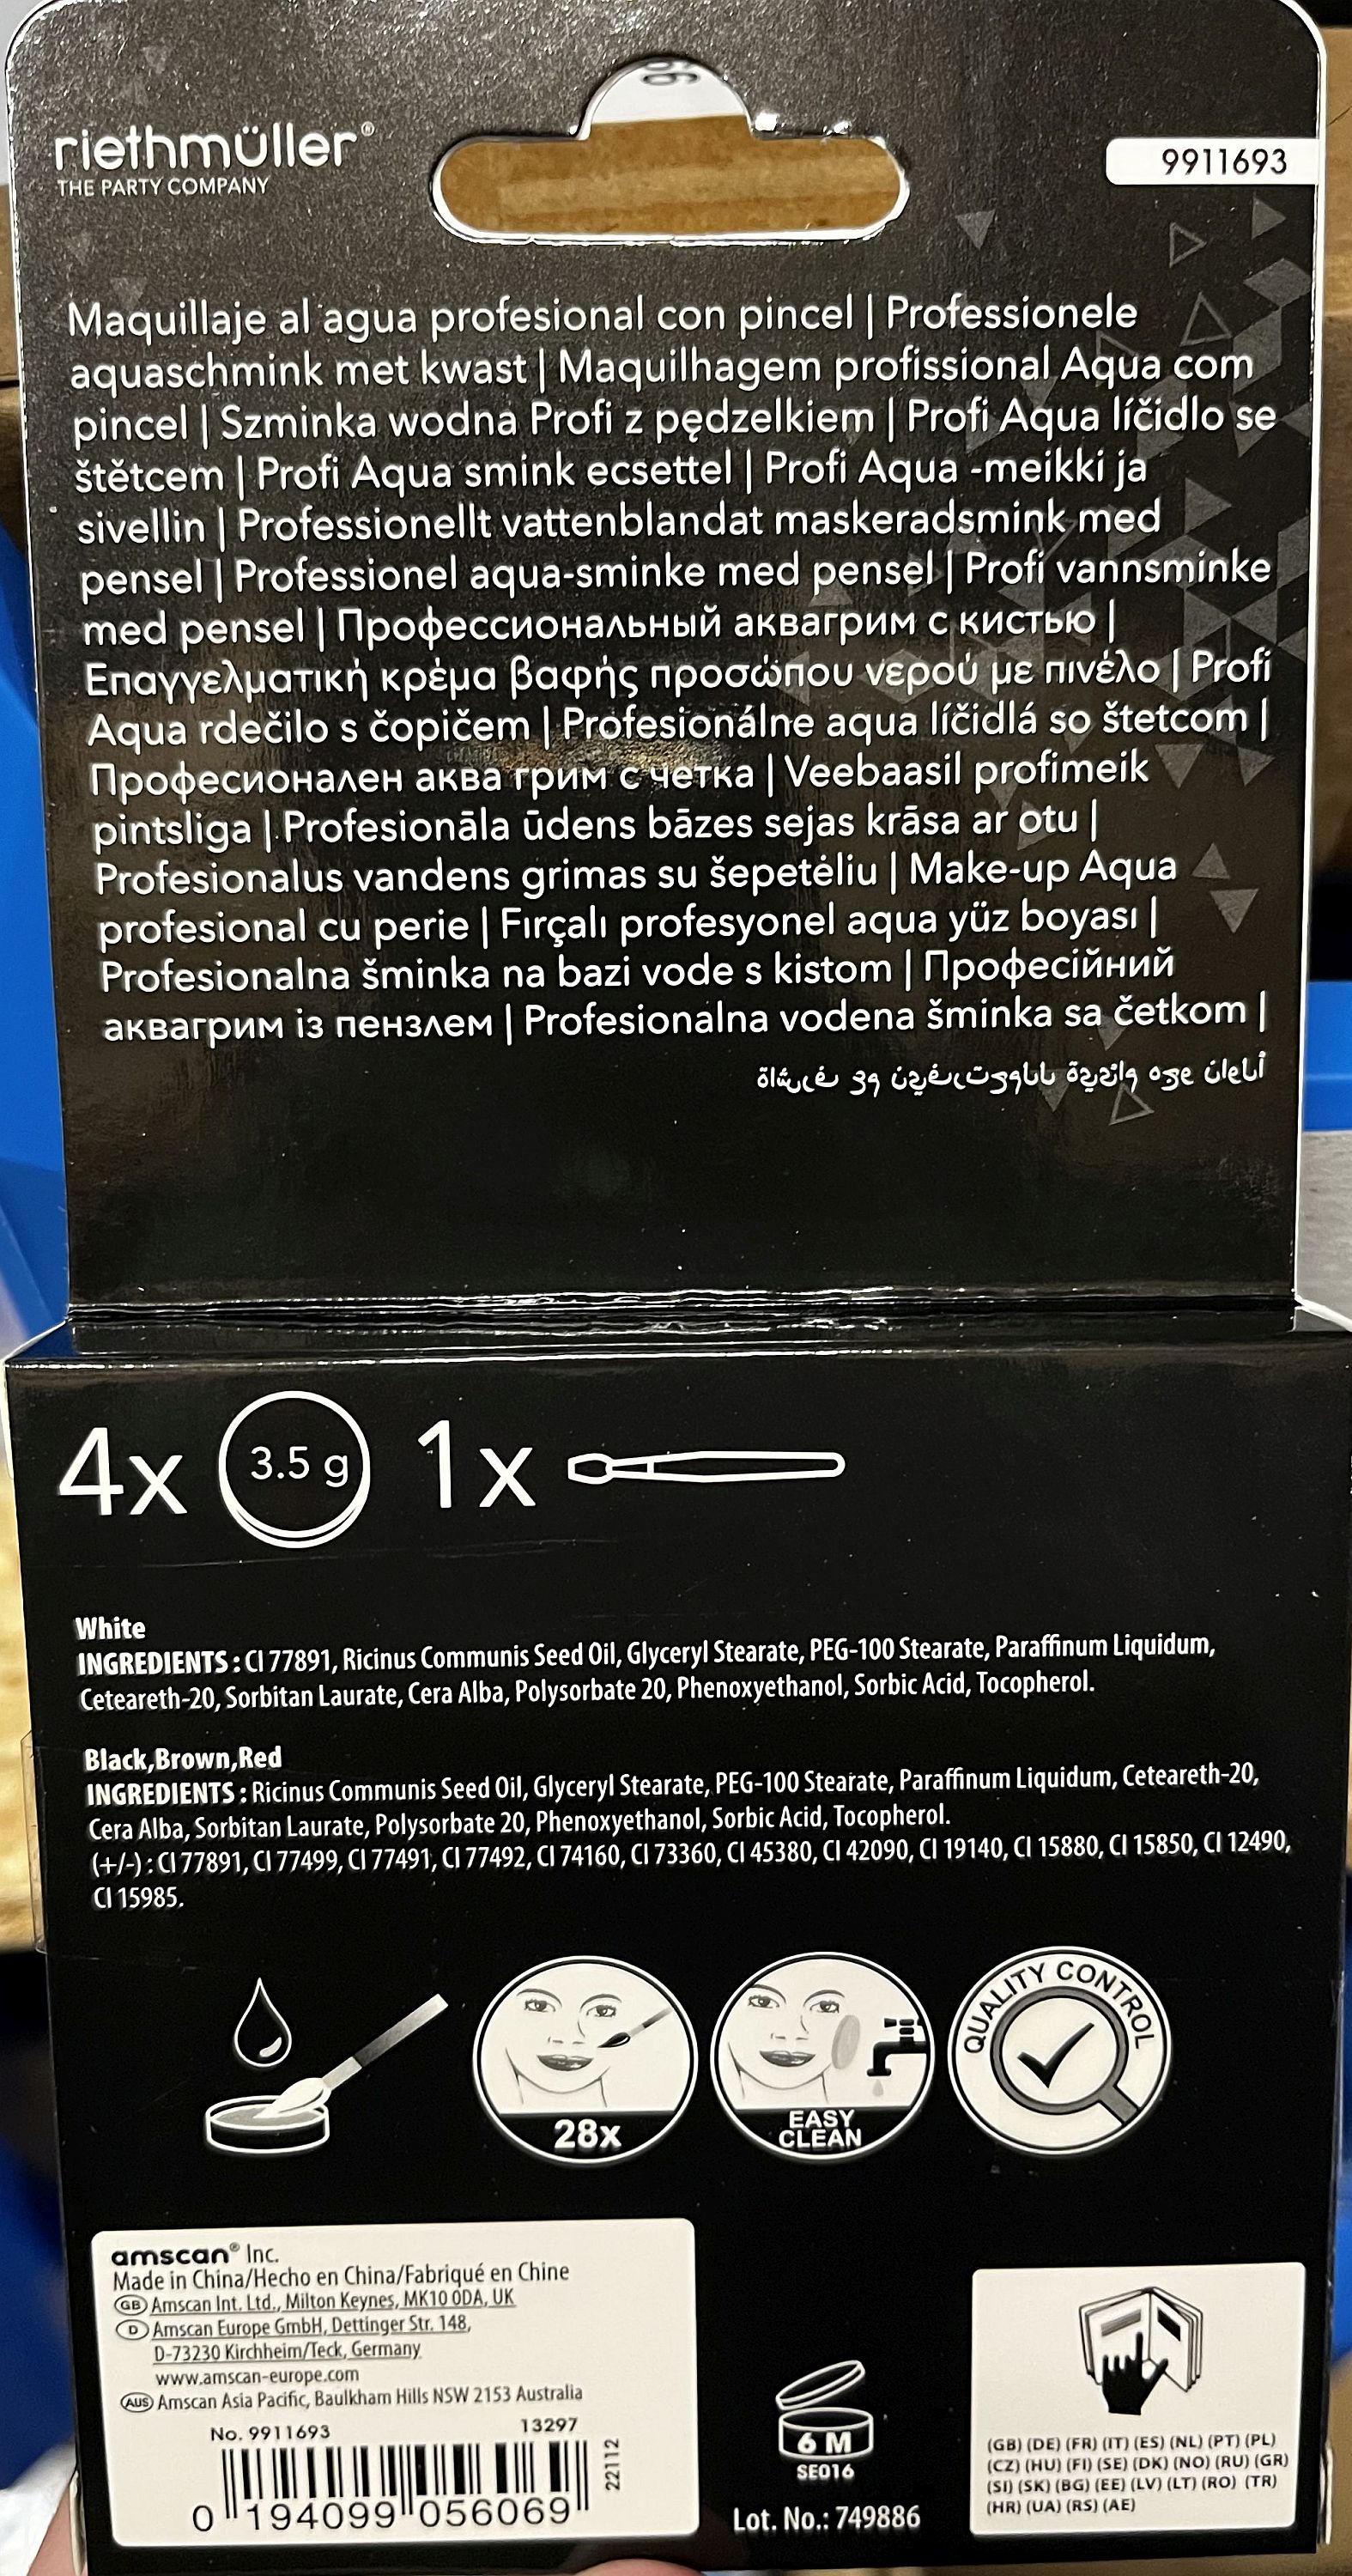 riethmüller®
THE PARTY COMPANY
9911693
Maquillaje al agua profesional con pincel | Professionele
aquaschmink met kwast | Maquilhagem profissional Aqua com
pincel | Szminka wodna Profi z pędzelkiem | Profi Aqua líčidlo se
štětcem | Profi Aqua smink ecsettel | Profi Aqua -meikki ja
sivellin | Professionellt vattenblandat maskeradsmink med
pensel | Professionel aqua-sminke med pensel | Profi vannsminke
med pensel | Профессиональный аквагрим с кистью |
Επαγγελματική κρέμα βαφής προσώπου νερού με πινέλο | Profi
Aqua rdečilo s čopičem | Profesionálne aqua líčidlá so štetcom |
Професионален аква грим с четка | Veebaasil profimeik
pintsliga | Profesionāla ūdens bāzes sejas krāsa ar otu |
Profesionalus vandens grimas su šepetėliu | Make-up Aqua
profesional cu perie | Fırçalı profesyonel aqua yüz boyası |
Profesionalna šminka na bazi vode s kistom | Професійний
аквагрим із пензлем | Profesionalna vodena šminka sa četkom |
4x 3.5 g 1x
White
INGREDIENTS : CI 77891, Ricinus Communis Seed Oil, Glyceryl Stearate, PEG-100 Stearate, Paraffinum Liquidum,
Ceteareth-20, Sorbitan Laurate, Cera Alba, Polysorbate 20, Phenoxyethanol, Sorbic Acid, Tocopherol.
Black,Brown,Red
INGREDIENTS : Ricinus Communis Seed Oil, Glyceryl Stearate, PEG-100 Stearate, Paraffinum Liquidum, Ceteareth-20,
Cera Alba, Sorbitan Laurate, Polysorbate 20, Phenoxyethanol, Sorbic Acid, Tocopherol.
(+/-) : CI 77891, CI 77499, CI 77491, CI 77492, CI 74160, CI 73360, CI 45380, CI 42090, CI 19140, CI 15880, CI 15850, CI 12490,
CI 15985.
28x
EASY
CLEAN
QUALITY CONTROL
amscan® Inc.
Made in China/Hecho en China/Fabriqué en Chine
GB Amscan Int. Ltd., Milton Keynes, MK10 0DA, UK
D Amscan Europe GmbH, Dettinger Str. 148,
D-73230 Kirchheim/Teck, Germany
www.amscan-europe.com
AUS Amscan Asia Pacific, Baulkham Hills NSW 2153 Australia
No. 9911693 13297
22112
0 194099 056069
6 M
SE016
Lot. No.: 749886
(GB) (DE) (FR) (IT) (ES) (NL) (PT) (PL)
(CZ) (HU) (FI) (SE) (DK) (NO) (RU) (GR)
(SI) (SK) (BG) (EE) (LV) (LT) (RO) (TR)
(HR) (UA) (RS) (AE)